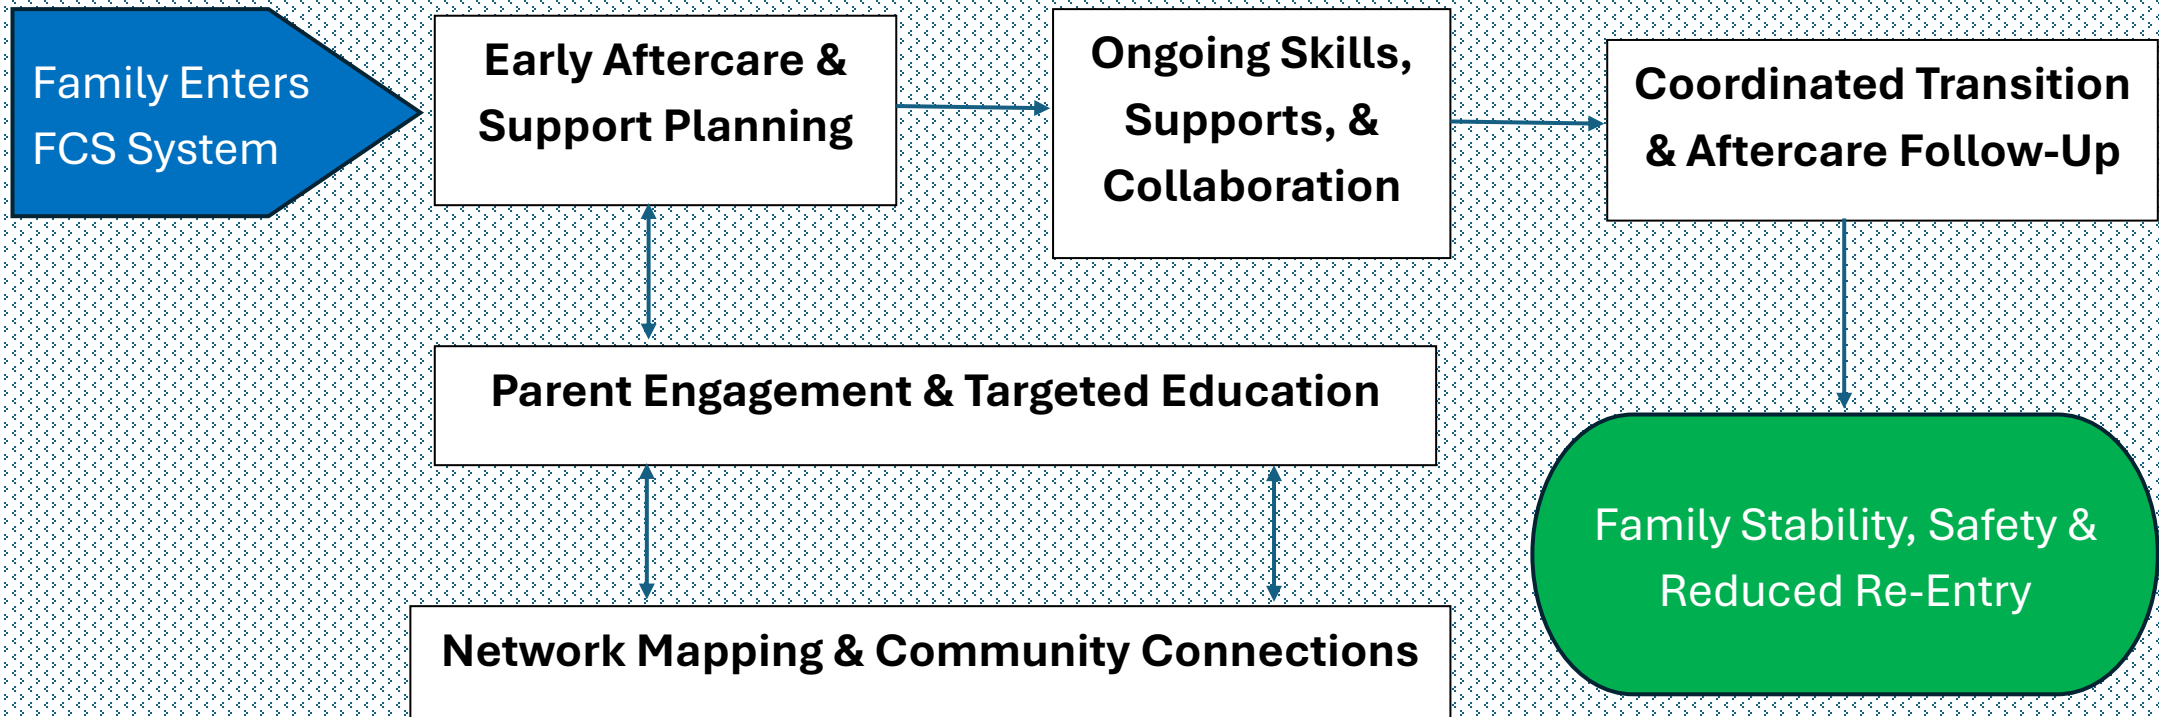 Family Enters
FCS System
Early Aftercare &
Support Planning
Ongoing Skills,
Supports, &
Collaboration
Coordinated Transition
& Aftercare Follow-Up
Parent Engagement & Targeted Education
Network Mapping & Community Connections
Family Stability, Safety &
Reduced Re-Entry